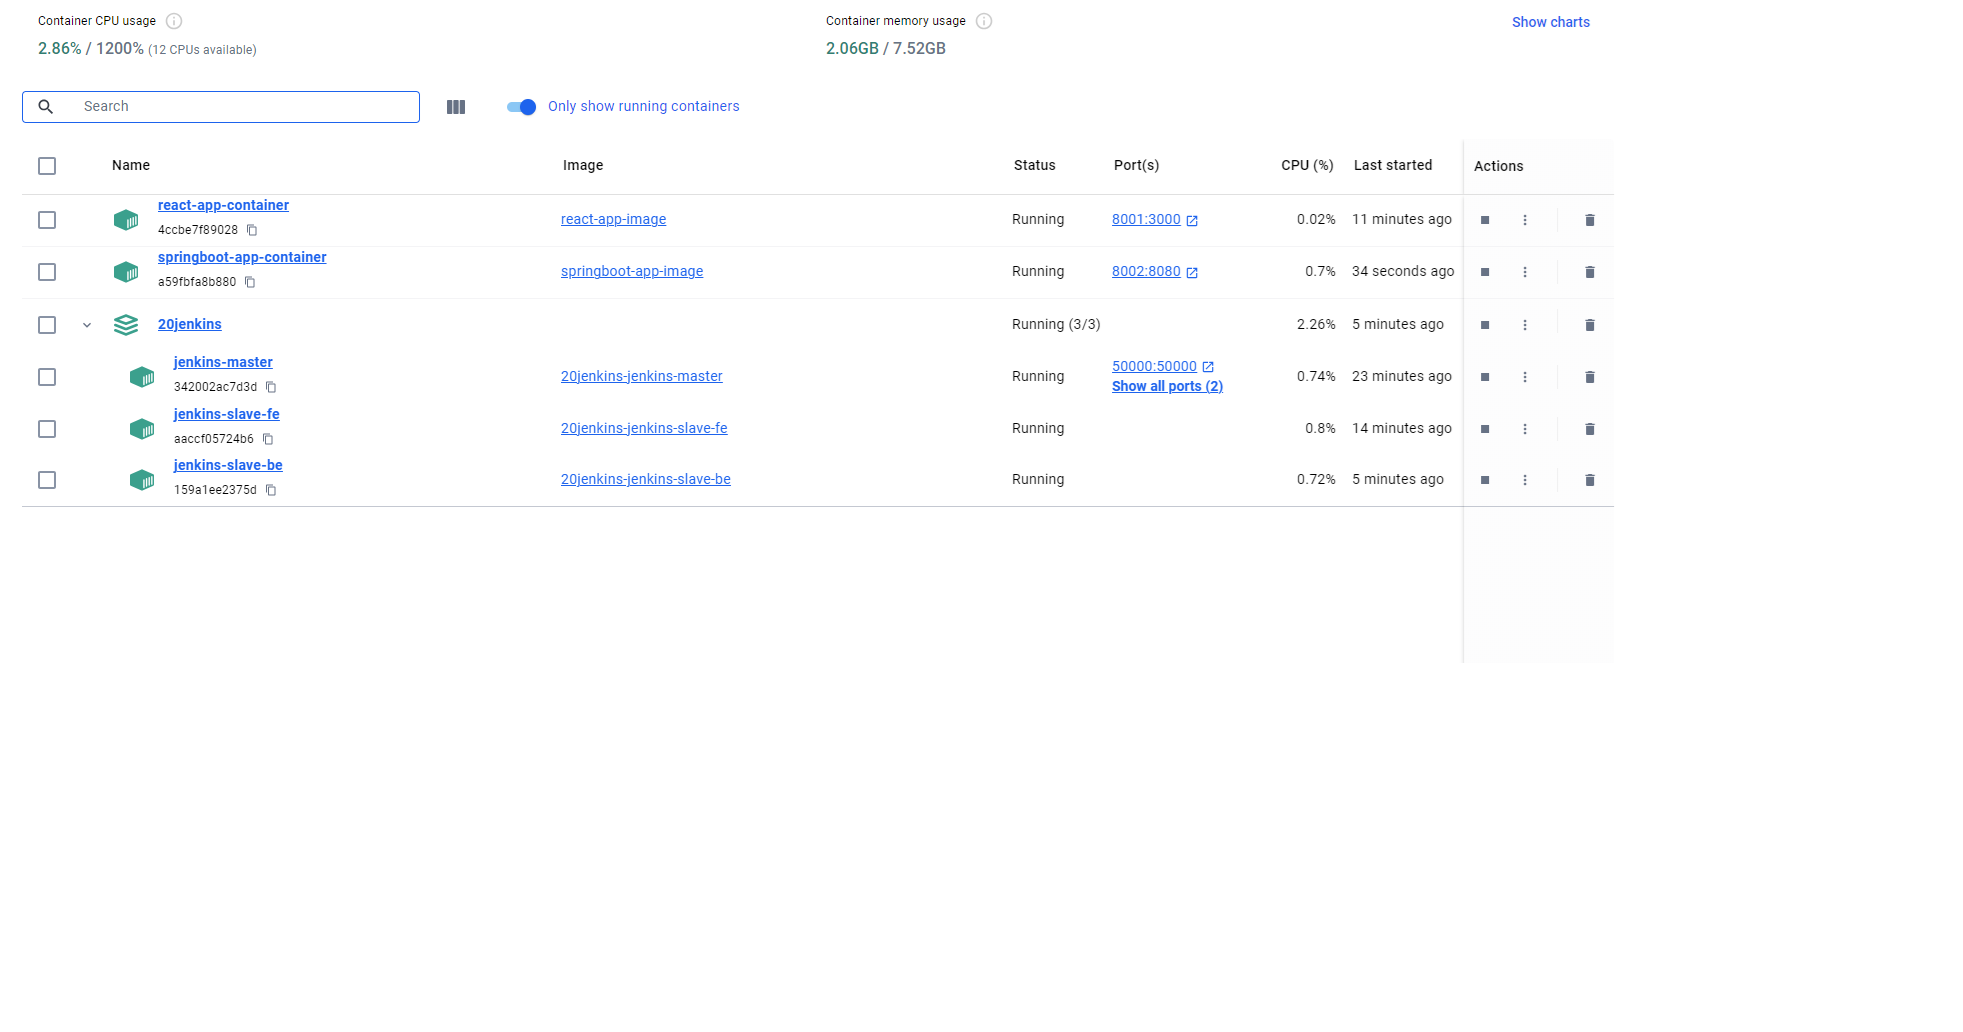 Container CPU usage
2.86% / 1200% (12 CPUs available)
Container memory usage
2.06GB / 7.52GB
Show charts
Search
Only show running containers
Name Image Status Port(s) CPU (%) Last started Actions
react-app-container
4ccbe7f89028
react-app-image Running 8001:3000 0.02% 11 minutes ago
springboot-app-container
a59fbfa8b880
springboot-app-image Running 8002:8080 0.7% 34 seconds ago
20jenkins Running (3/3) 2.26% 5 minutes ago
jenkins-master
342002ac7d3d
20jenkins-jenkins-master Running 50000:50000 0.74% 23 minutes ago
Show all ports (2)
jenkins-slave-fe
aaccf05724b6
20jenkins-jenkins-slave-fe Running 0.8% 14 minutes ago
jenkins-slave-be
159a1ee2375d
20jenkins-jenkins-slave-be Running 0.72% 5 minutes ago